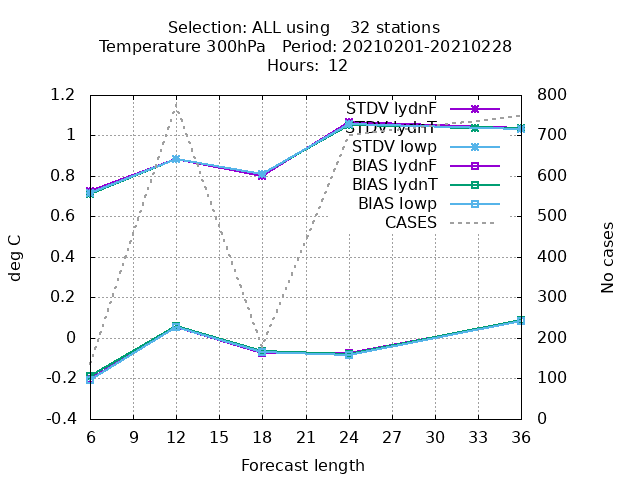 Selection: ALL using    32 stations
Temperature 300hPa   Period: 20210201-20210228
Hours:  12
STDV lydnF
STDV lydnT
STDV lowp
BIAS lydnF
BIAS lydnT
BIAS lowp
CASES
1.2
1
0.8
0.6
0.4
0.2
0
-0.2
-0.4
deg C
800
700
600
500
400
300
200
100
0
No cases
6 9 12 15 18 21 24 27 30 33 36
Forecast length